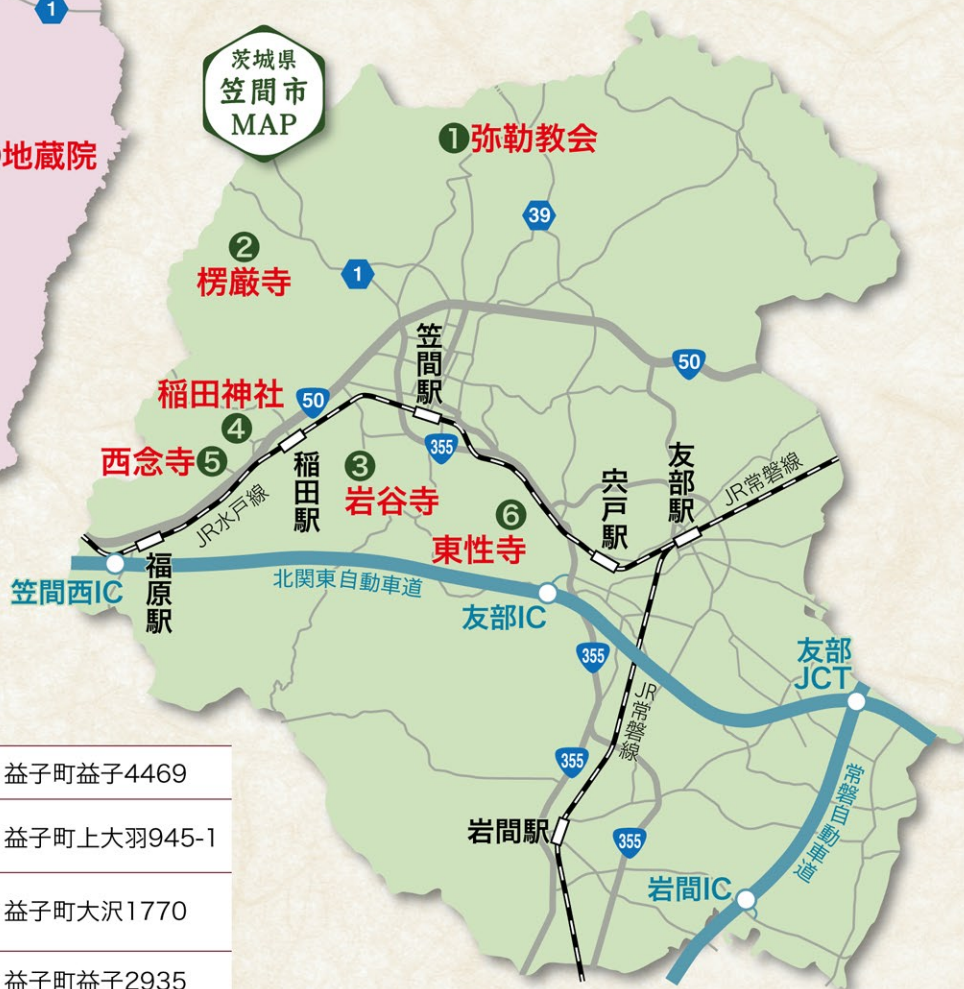 1
茨城県
笠間市
MAP
地蔵院
❶弥勒教会
39
❷
楞厳寺
1
笠間駅
50
稲田神社
50
❹
355
西念寺❺
稲田駅
❸
岩谷寺
友部駅
JR常磐線
宍戸駅
❻
東性寺
JR水戸線
福原駅
笠間西IC
北関東自動車道
友部IC
355
友部
JCT
JR常磐線
355
常磐自動車道
岩間駅
355
岩間IC
益子町益子4469
益子町上大羽945-1
益子町大沢1770
益子町益子2935